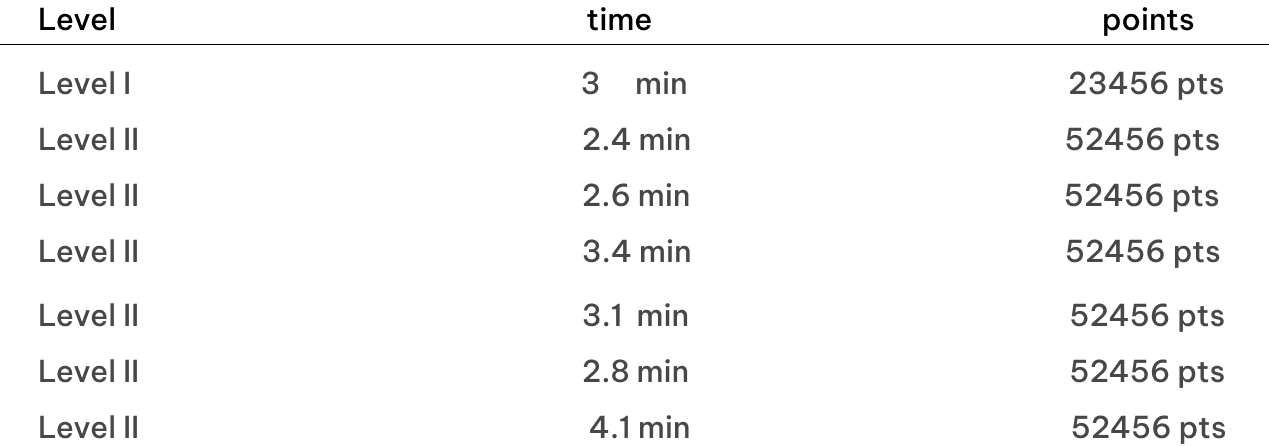 Level time points
Level I 3 min 23456 pts
Level II 2.4 min 52456 pts
Level II 2.6 min 52456 pts
Level II 3.4 min 52456 pts
Level II 3.1 min 52456 pts
Level II 2.8 min 52456 pts
Level II 4.1 min 52456 pts